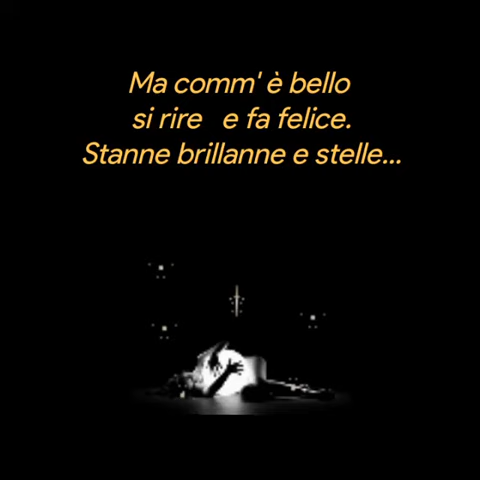 Ma comm' è bello
si rire e fa felice.
Stanne brillanne e stelle...